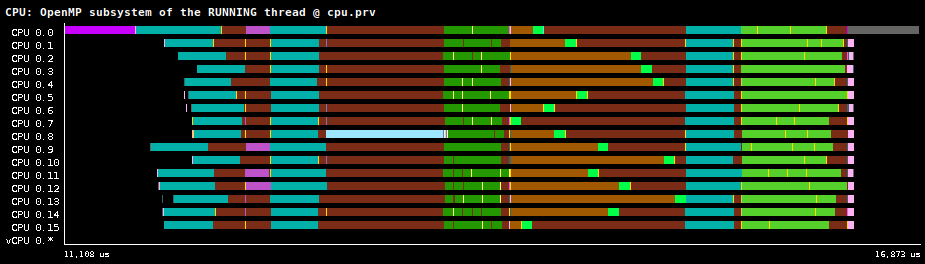 CPU: OpenMP subsystem of the RUNNING thread @ cpu.prv
CPU 0.0
CPU 0.1
CPU 0.2
CPU 0.3
CPU 0.4
CPU 0.5
CPU 0.6
CPU 0.7
CPU 0.8
CPU 0.9
CPU 0.10
CPU 0.11
CPU 0.12
CPU 0.13
CPU 0.14
CPU 0.15
vCPU 0.*
11,108 us 16,873 us